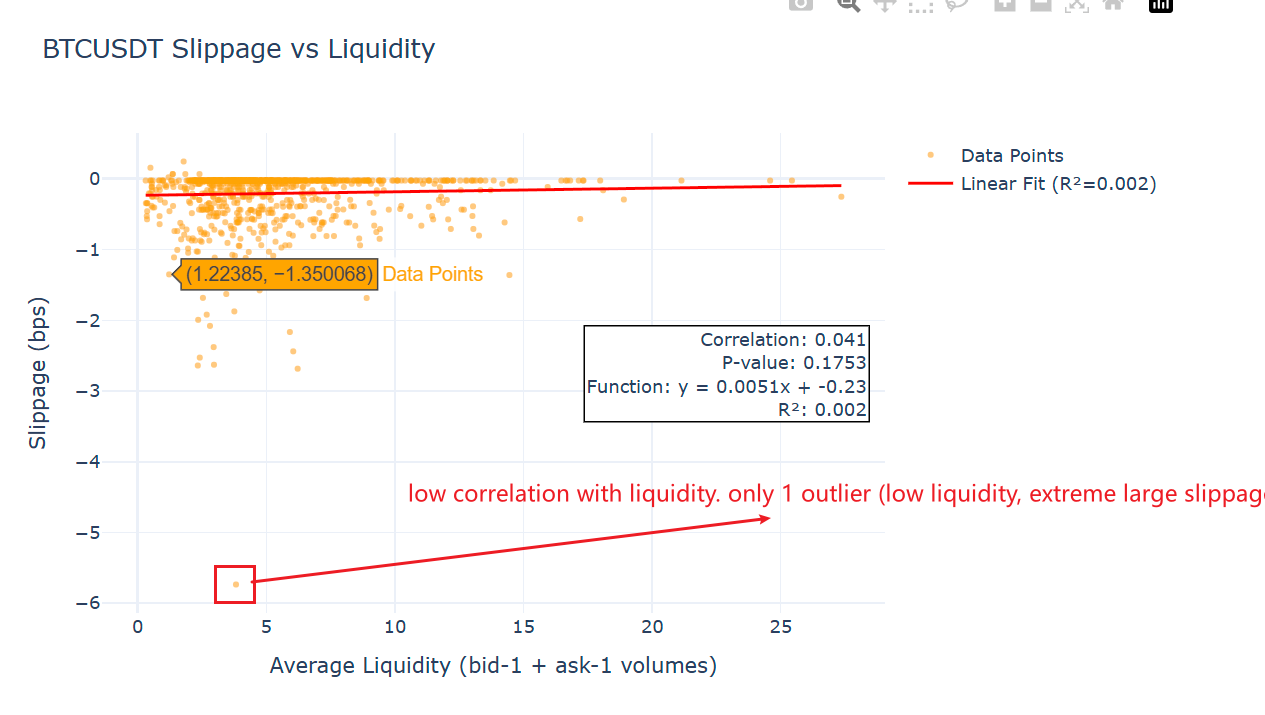 BTCUSDT Slippage vs Liquidity
Data Points
Linear Fit (R²=0.002)
0
−1
−2
−3
−4
−5
−6
Slippage (bps)
(1.22385, −1.350068)
Data Points
Correlation: 0.041
P-value: 0.1753
Function: y = 0.0051x + -0.23
R²: 0.002
low correlation with liquidity. only 1 outlier (low liquidity, extreme large slippag
0 5 10 15 20 25
Average Liquidity (bid-1 + ask-1 volumes)